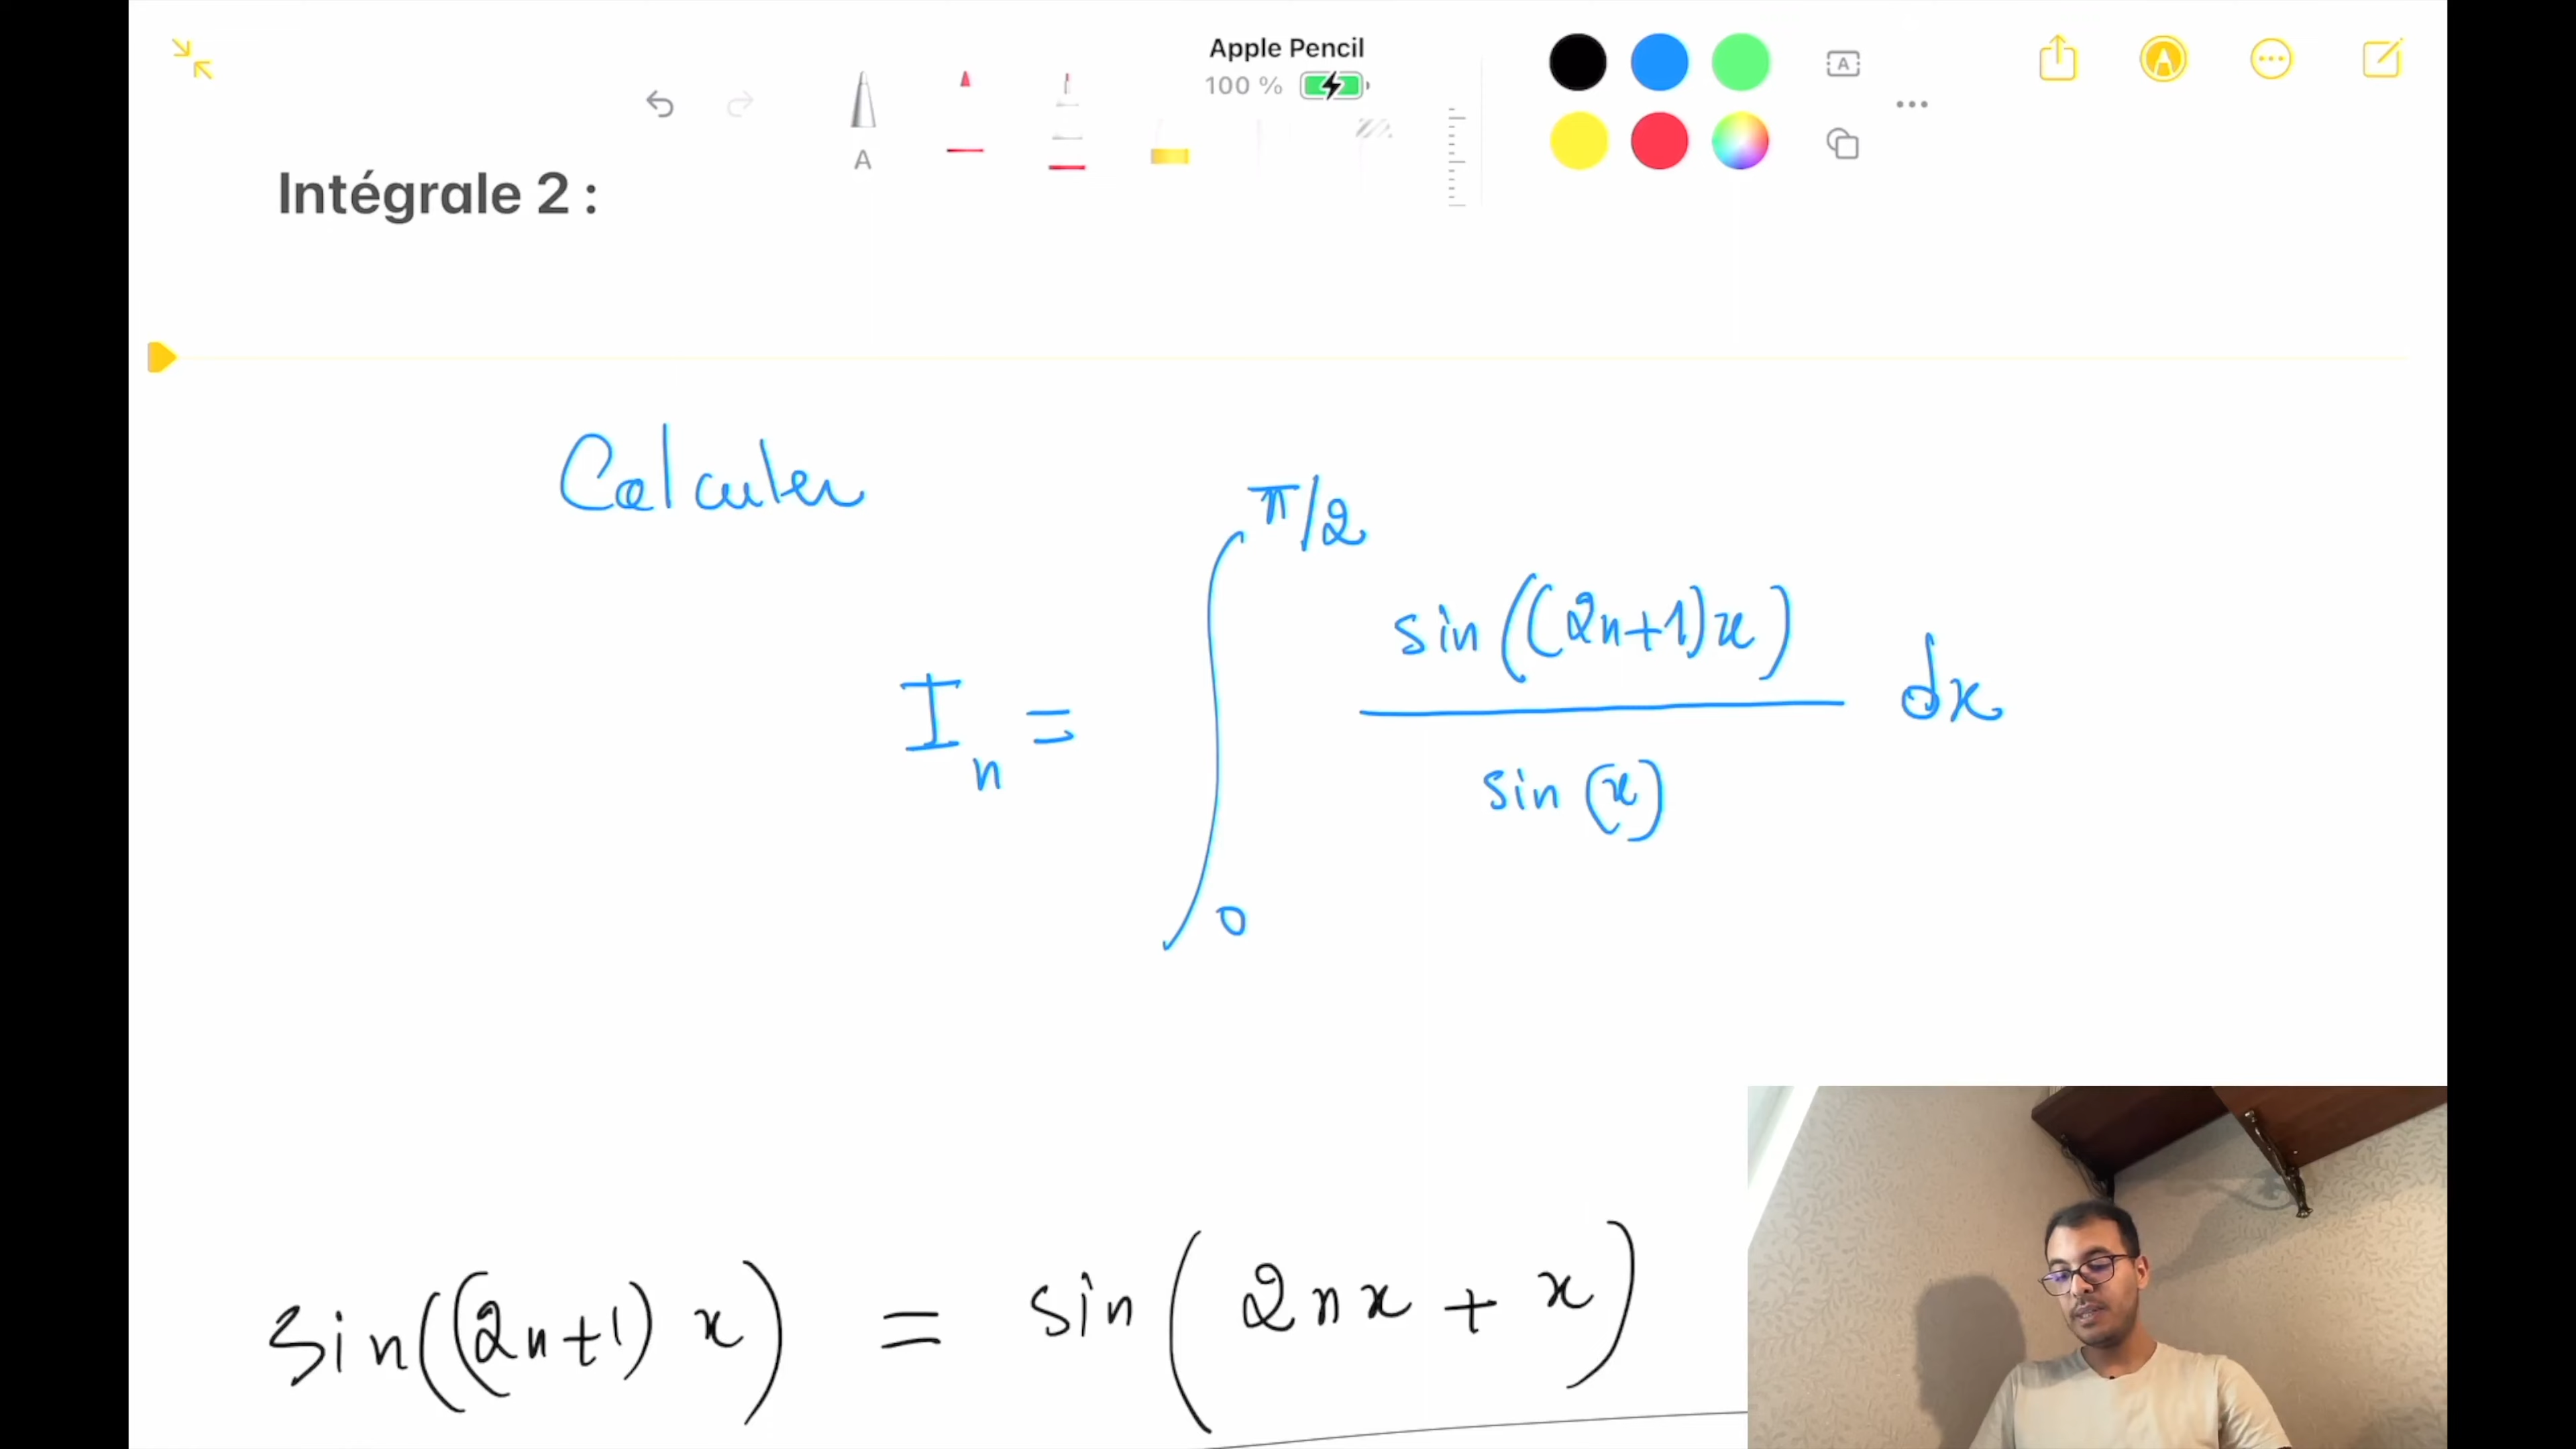 Apple Pencil
100 %
A
A
Intégrale 2 :
Calculer
I_n = ∫_0^{π/2} sin((2n+1)x) / sin(x) dx
sin((2n+1) x) = sin(2nx + x)